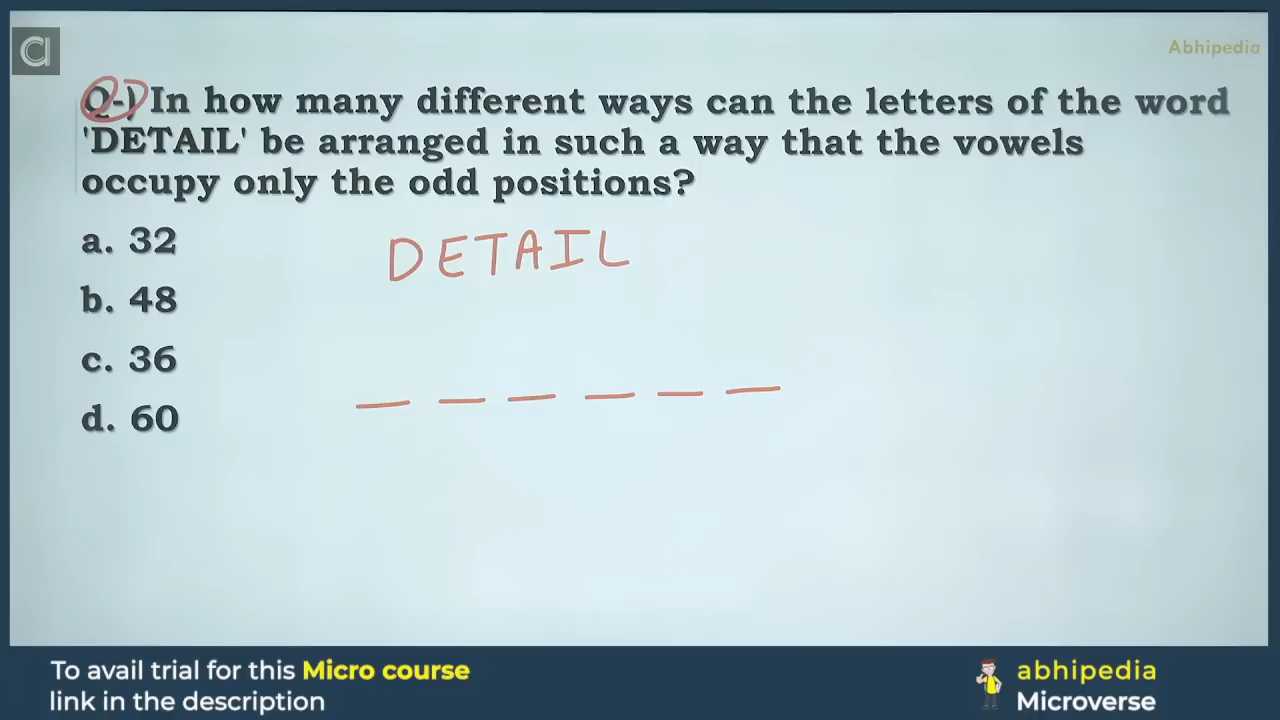 Abhipedia
Q-) In how many different ways can the letters of the word
'DETAIL' be arranged in such a way that the vowels
occupy only the odd positions?
a. 32
DETAIL
b. 48
c. 36
d. 60
To avail trial for this Micro course
link in the description
abhipedia
Microverse